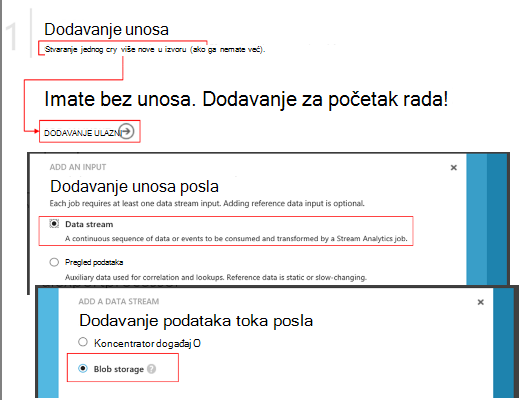 1
Dodavanje unosa
Stvaranje jednog cry više nove u izvoru (ako ga nemate već).
Imate bez unosa. Dodavanje za početak rada!
DODAVANJE ULAZNI
ADD AN INPUT
Dodavanje unosa posla
Each job requires at least one data stream input. Adding reference data input is optional.
Data stream
A continuous sequence of data or events to be consumed and transformed by a Stream Analytics job.
Pregled podataka
Auxiliary data used for correlation and lookups. Reference data is static or slow-changing.
ADD A DATA STREAM
Dodavanje podataka toka posla
Koncentrator događaj O
Blob storage ?